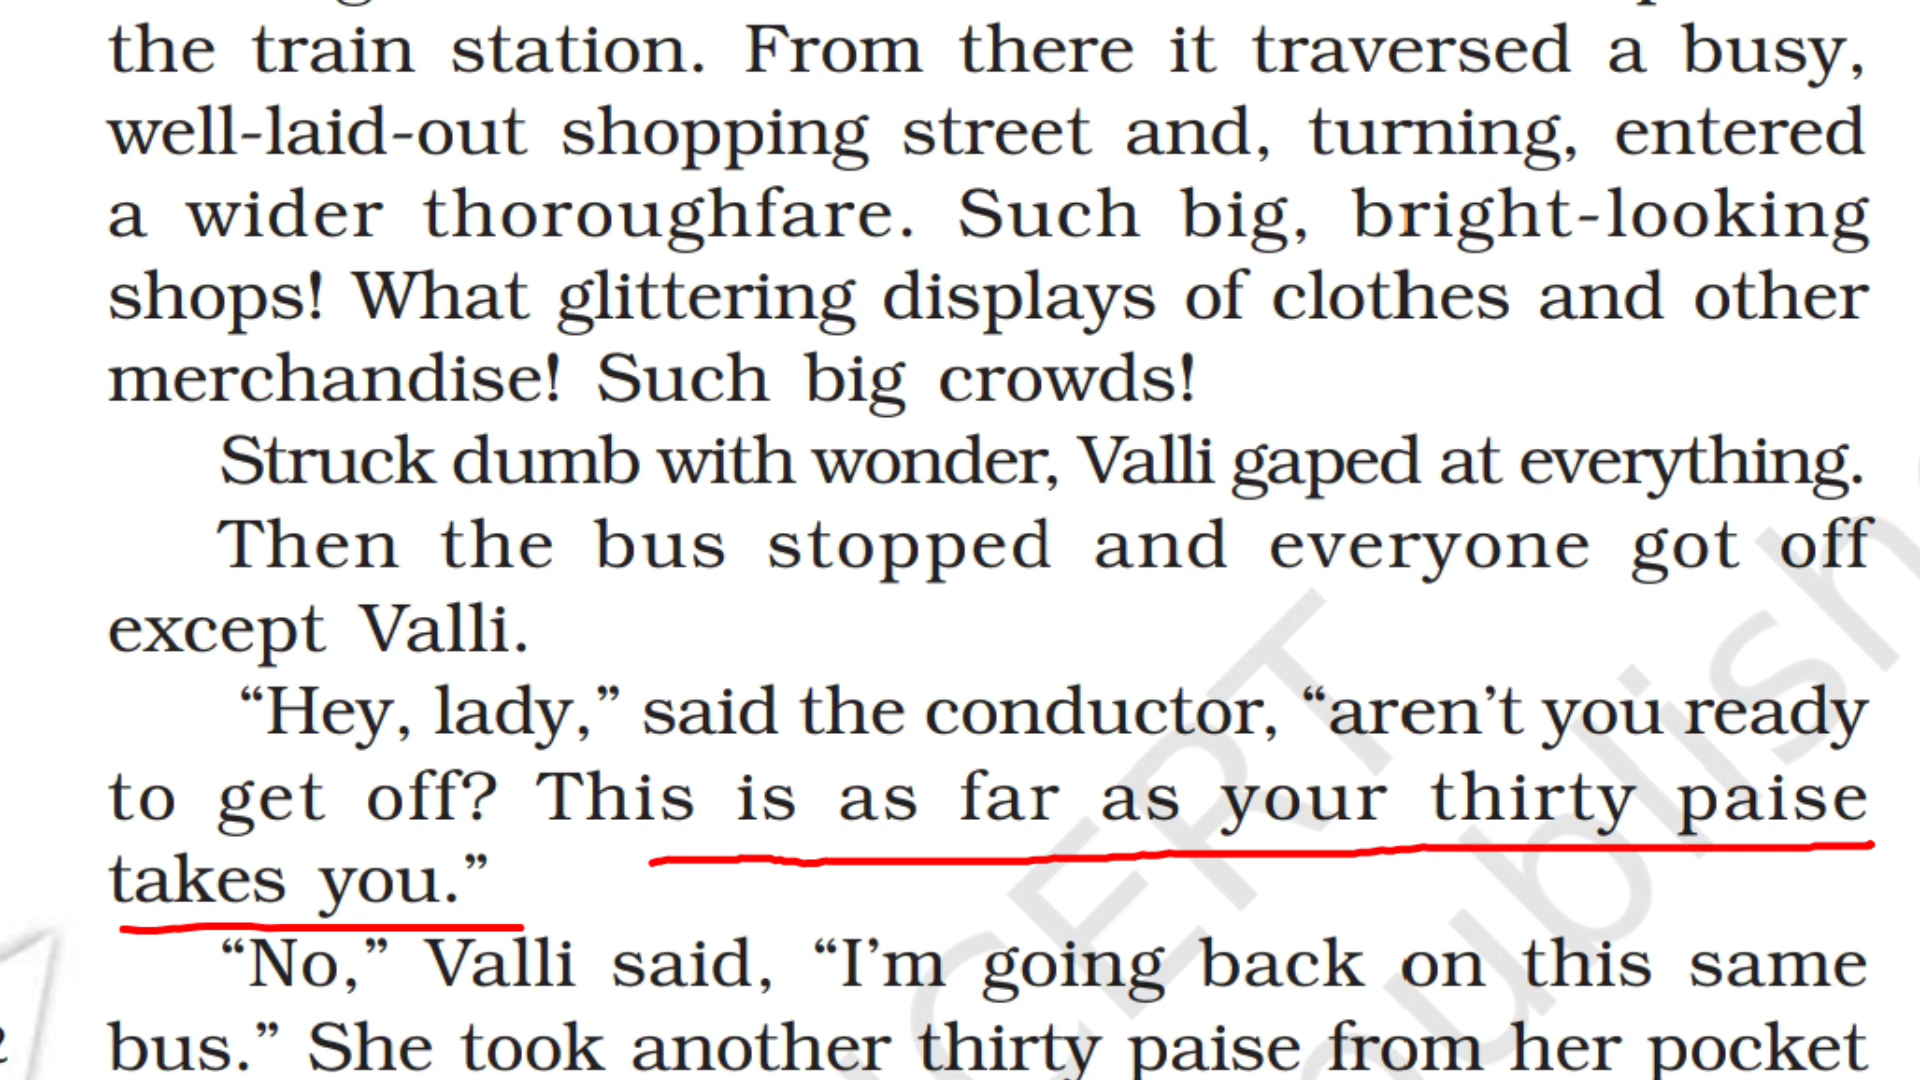 the train station. From there it traversed a busy,
well-laid-out shopping street and, turning, entered
a wider thoroughfare. Such big, bright-looking
shops! What glittering displays of clothes and other
merchandise! Such big crowds!
Struck dumb with wonder, Valli gaped at everything.
Then the bus stopped and everyone got off
except Valli.
“Hey, lady,” said the conductor, “aren’t you ready
to get off? This is as far as your thirty paise
takes you.”
“No,” Valli said, “I’m going back on this same
bus.” She took another thirty paise from her pocket